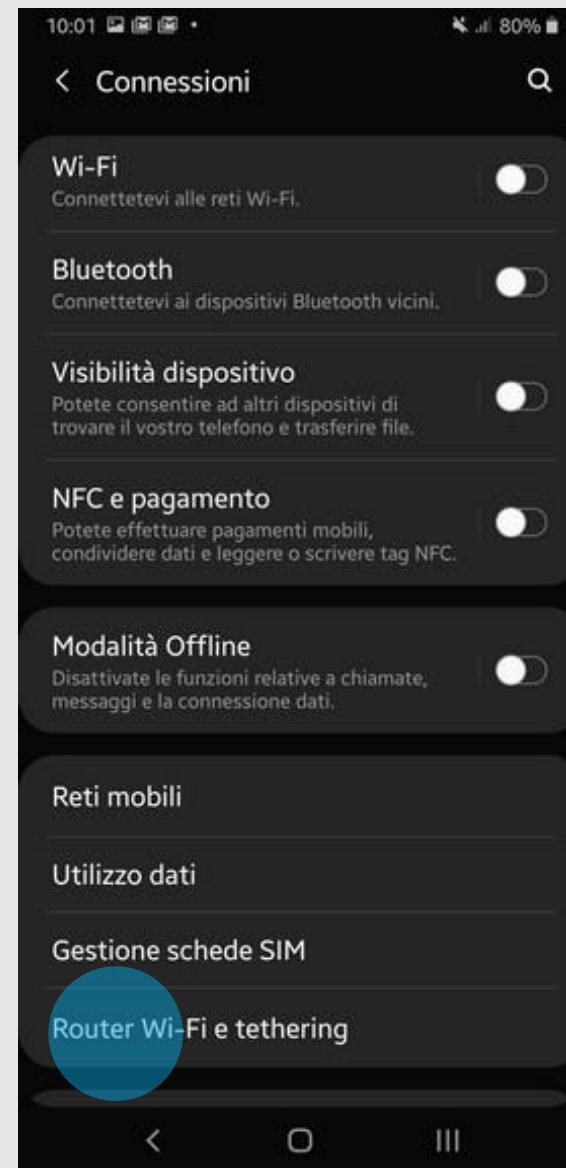 10:01 80%
Connessioni
Wi-Fi
Connettetevi alle reti Wi-Fi.
Bluetooth
Connettetevi ai dispositivi Bluetooth vicini.
Visibilità dispositivo
Potete consentire ad altri dispositivi di
trovare il vostro telefono e trasferire file.
NFC e pagamento
Potete effettuare pagamenti mobili,
condividere dati e leggere o scrivere tag NFC.
Modalità Offline
Disattivate le funzioni relative a chiamate,
messaggi e la connessione dati.
Reti mobili
Utilizzo dati
Gestione schede SIM
Router Wi-Fi e tethering